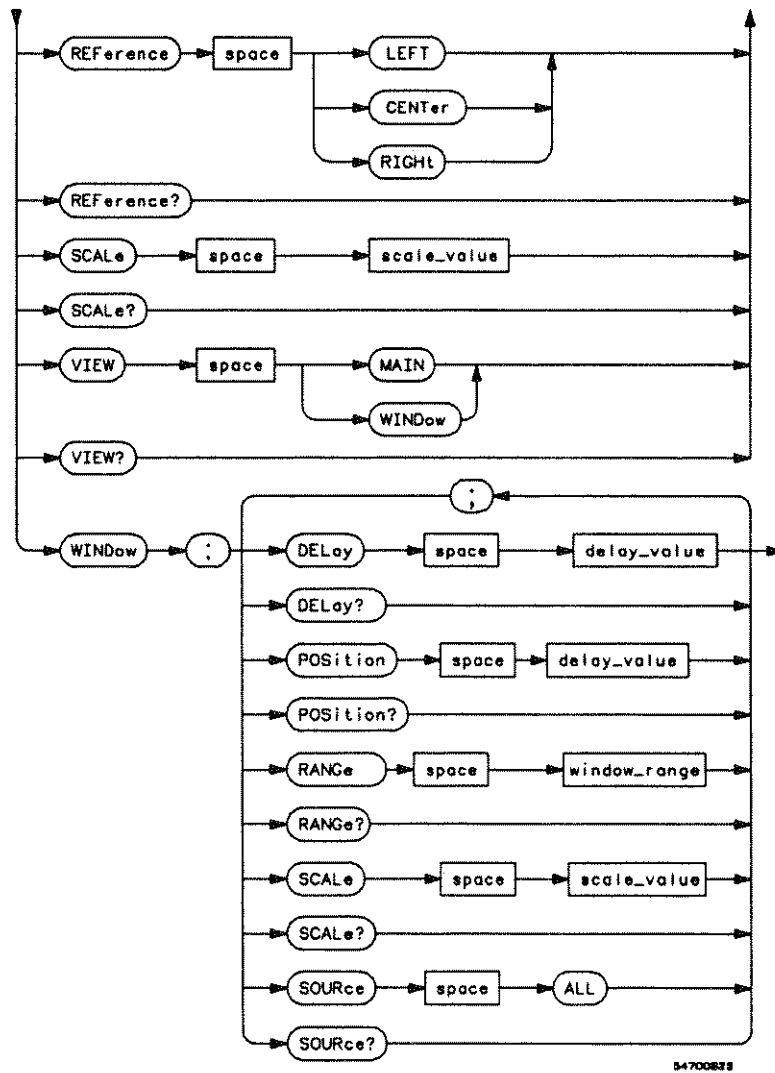 REFerence space LEFT
CENTer
RIGHt
REFerence?
SCALe space scale_value
SCALe?
VIEW space MAIN
WINDow
VIEW?
;
WINDow : DELay space delay_value
DELay?
POSition space delay_value
POSition?
RANGe space window_range
RANGe?
SCALe space scale_value
SCALe?
SOURce space ALL
SOURce?